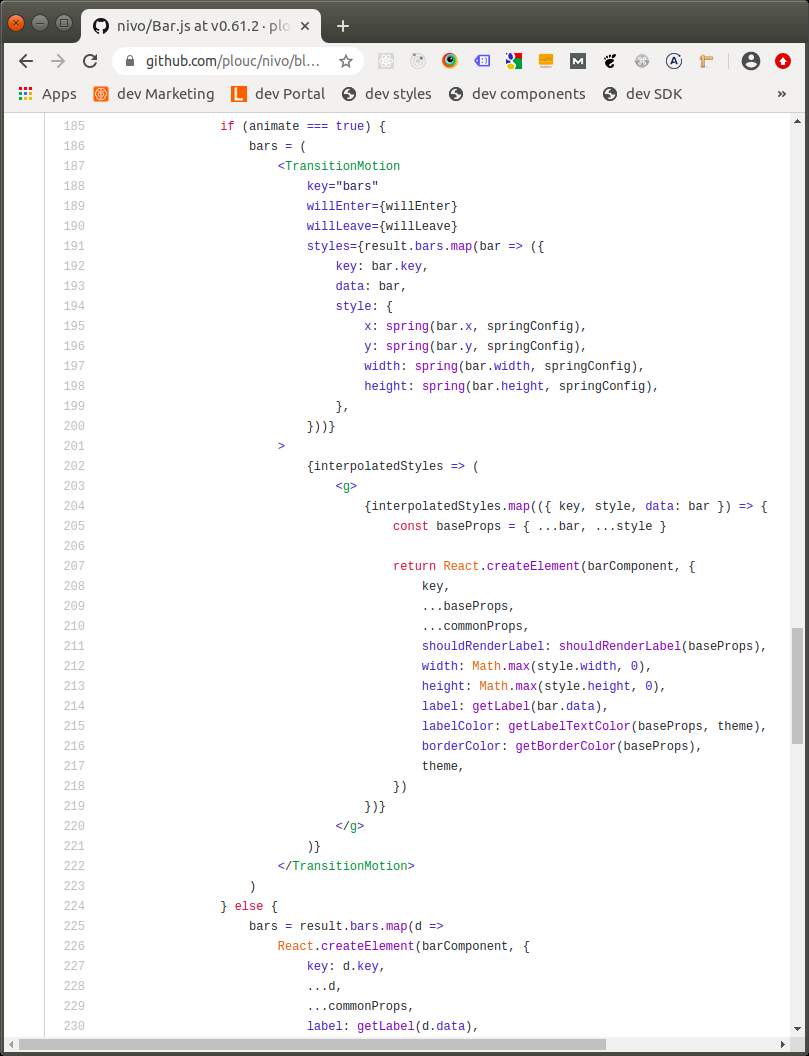 nivo/Bar.js at v0.61.2 · plo
github.com/plouc/nivo/bl…
Apps dev Marketing dev Portal dev styles dev components dev SDK »
185 if (animate === true) {
186 bars = (
187 <TransitionMotion
188 key="bars"
189 willEnter={willEnter}
190 willLeave={willLeave}
191 styles={result.bars.map(bar => ({
192 key: bar.key,
193 data: bar,
194 style: {
195 x: spring(bar.x, springConfig),
196 y: spring(bar.y, springConfig),
197 width: spring(bar.width, springConfig),
198 height: spring(bar.height, springConfig),
199 },
200 }))}
201 >
202 {interpolatedStyles => (
203 <g>
204 {interpolatedStyles.map(({ key, style, data: bar }) => {
205 const baseProps = { ...bar, ...style }
206
207 return React.createElement(barComponent, {
208 key,
209 ...baseProps,
210 ...commonProps,
211 shouldRenderLabel: shouldRenderLabel(baseProps),
212 width: Math.max(style.width, 0),
213 height: Math.max(style.height, 0),
214 label: getLabel(bar.data),
215 labelColor: getLabelTextColor(baseProps, theme),
216 borderColor: getBorderColor(baseProps),
217 theme,
218 })
219 })}
220 </g>
221 )}
222 </TransitionMotion>
223 )
224 } else {
225 bars = result.bars.map(d =>
226 React.createElement(barComponent, {
227 key: d.key,
228 ...d,
229 ...commonProps,
230 label: getLabel(d.data),